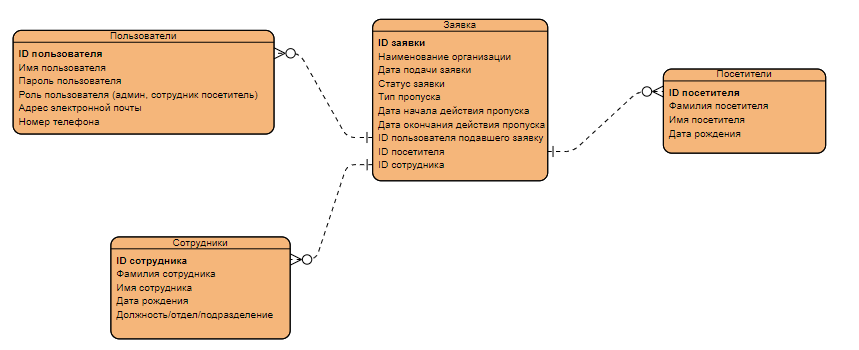 Пользователи
ID пользователя
Имя пользователя
Пароль пользователя
Роль пользователя (админ, сотрудник посетитель)
Адрес электронной почты
Номер телефона
Заявка
ID заявки
Наименование организации
Дата подачи заявки
Статус заявки
Тип пропуска
Дата начала действия пропуска
Дата окончания действия пропуска
ID пользователя подавшего заявку
ID посетителя
ID сотрудника
Посетители
ID посетителя
Фамилия посетителя
Имя посетителя
Дата рождения
Сотрудники
ID сотрудника
Фамилия сотрудника
Имя сотрудника
Дата рождения
Должность/отдел/подразделение